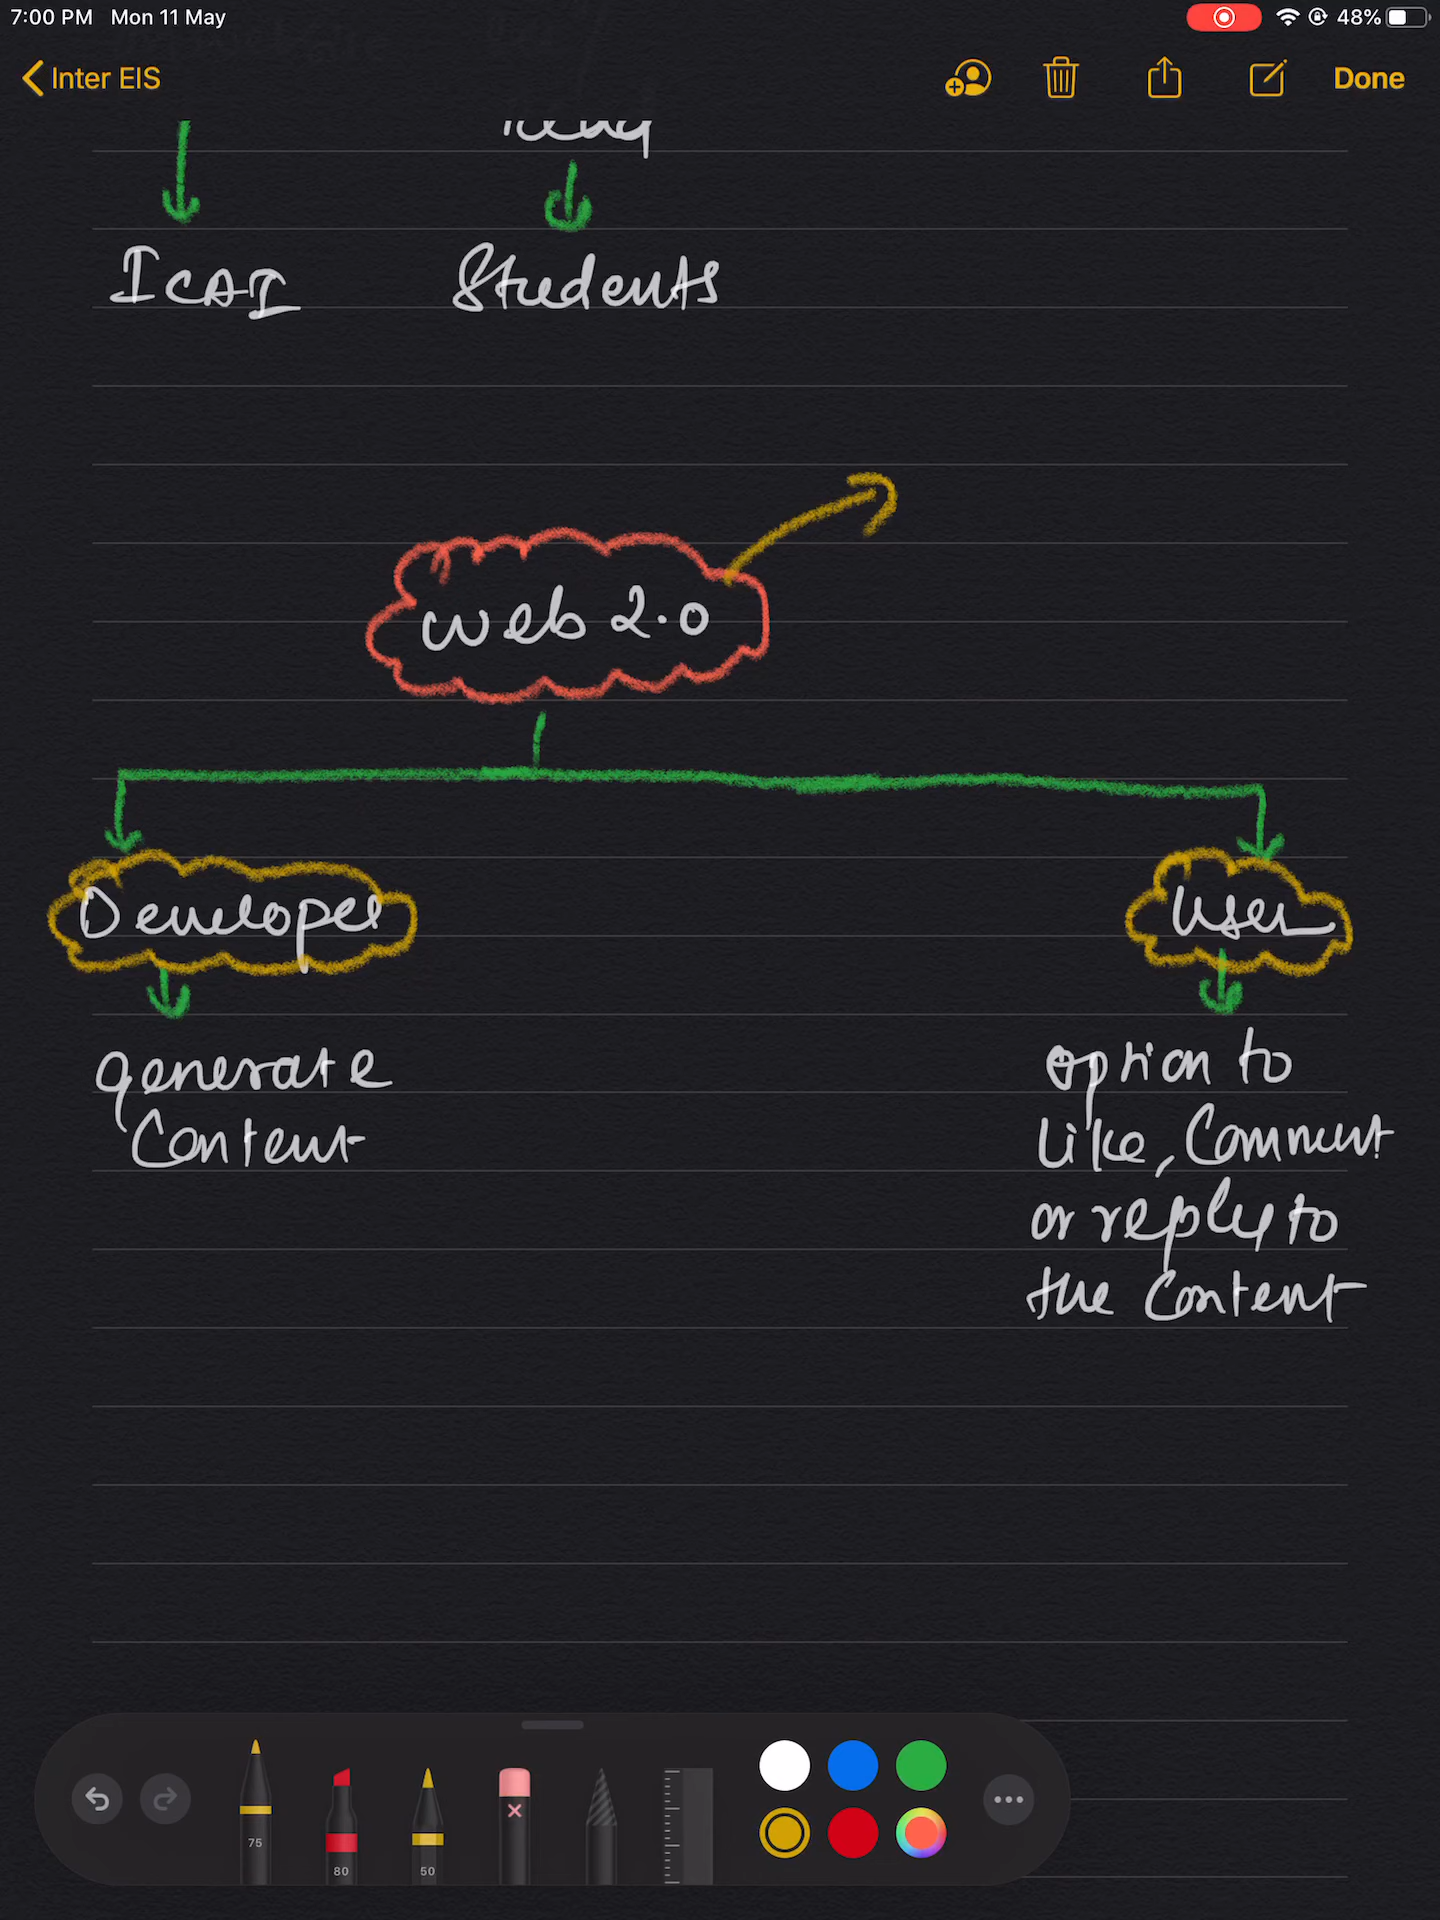 7:00 PM Mon 11 May 48%
Inter EIS Done
ICAI Students
Web 2.0
Developer User
generate option to
Content Like, Comment
or reply to
the Content
75 80 50